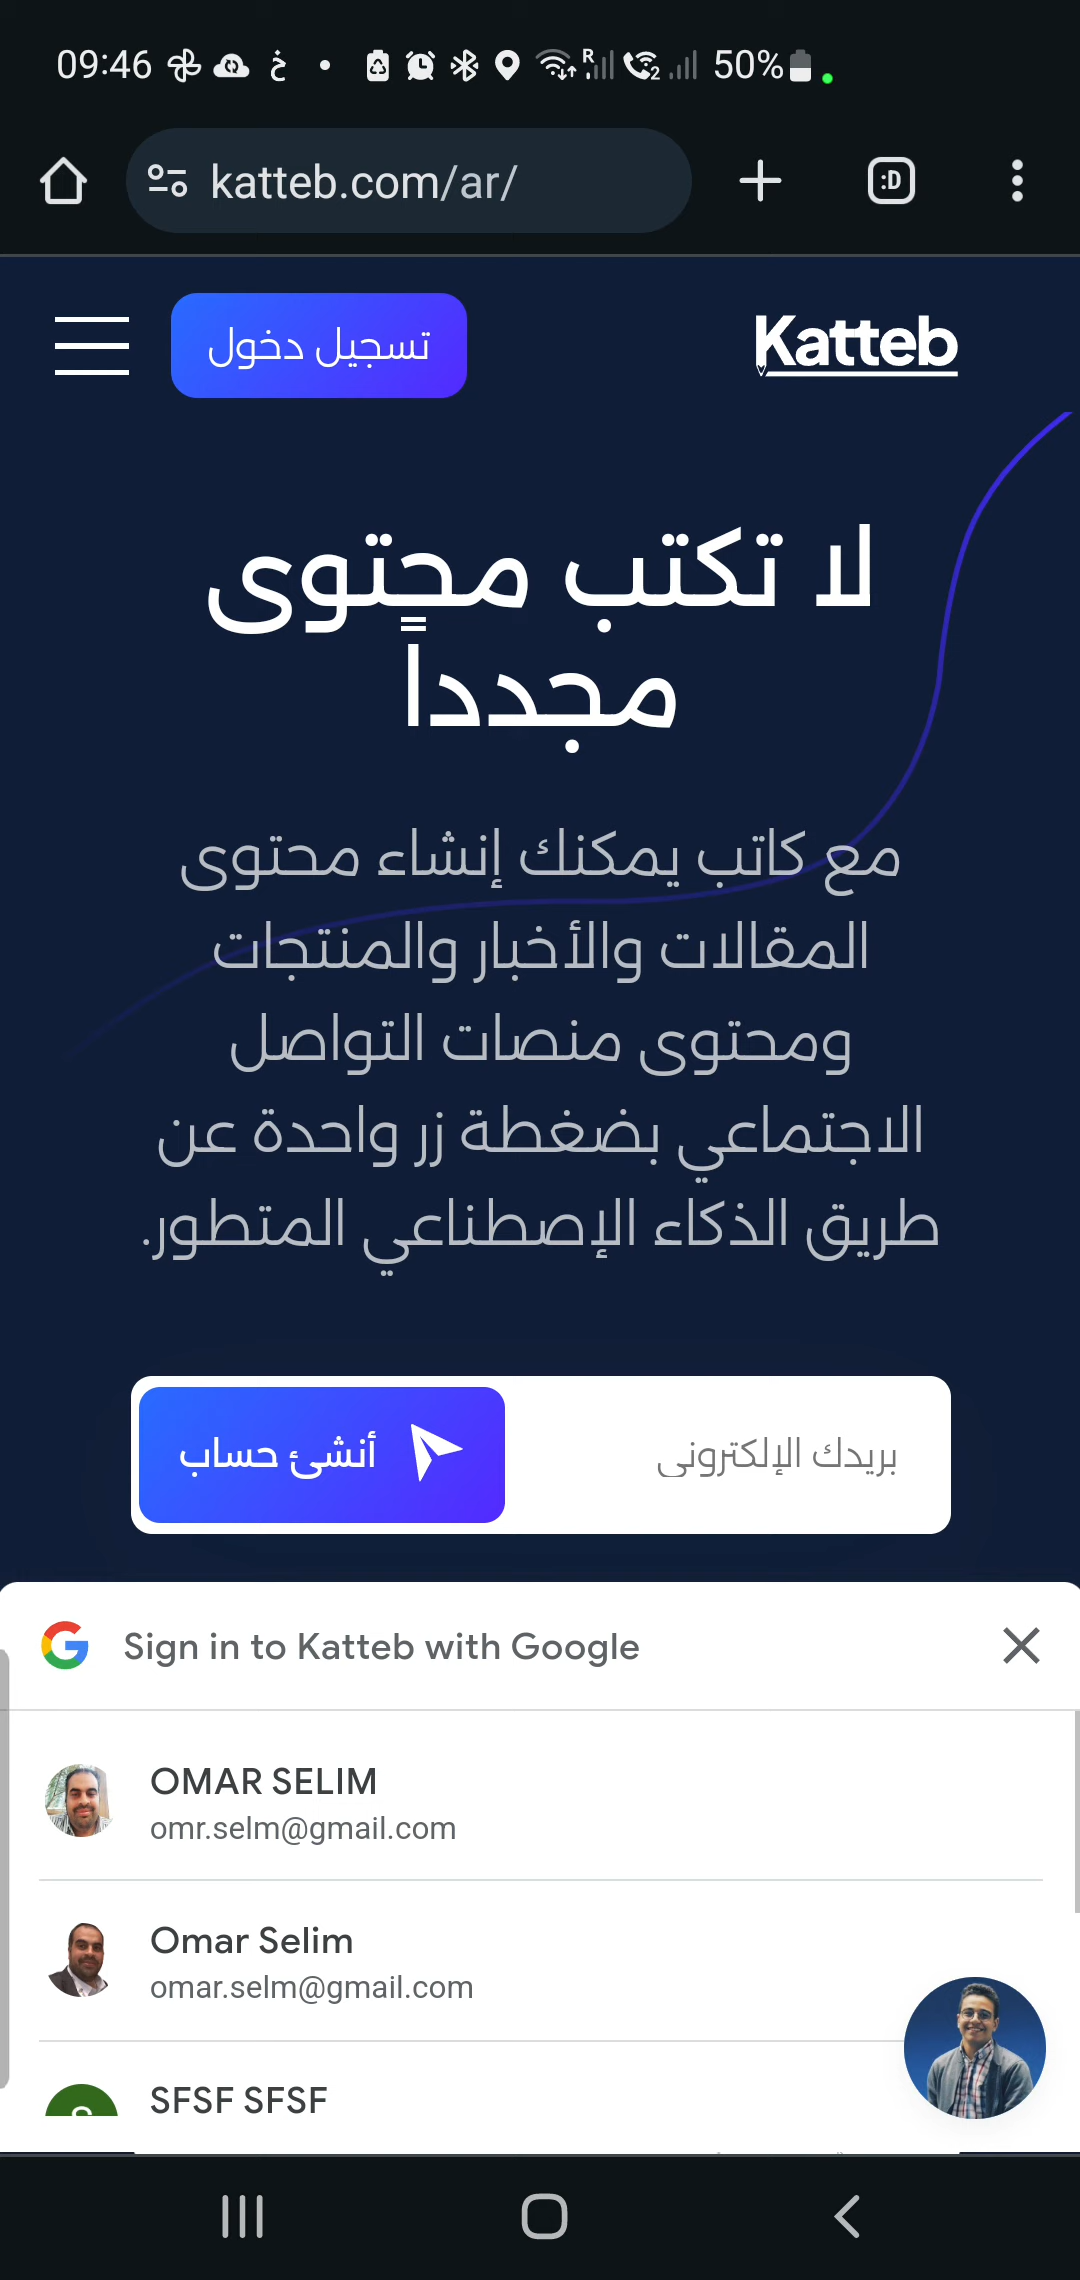 09:46
50%
katteb.com/ar/
:D
تسجيل دخول
Katteb
لا تكتب محتوى
مجدداً
مع كاتب يمكنك إنشاء محتوى
المقالات والأخبار والمنتجات
ومحتوى منصات التواصل
الاجتماعي بضغطة زر واحدة عن
طريق الذكاء الإصطناعي المتطور.
بريدك الإلكتروني
أنشئ حساب
Sign in to Katteb with Google
OMAR SELIM
omr.selm@gmail.com
Omar Selim
omar.selm@gmail.com
SFSF SFSF